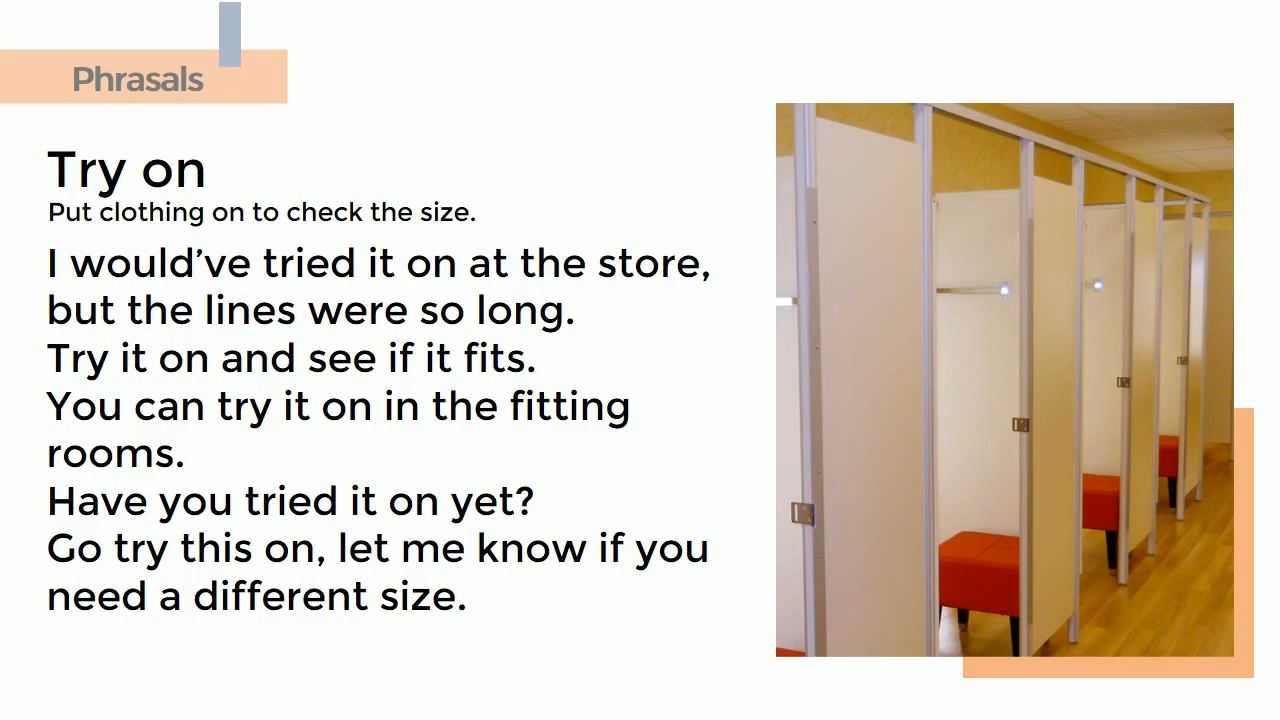 Phrasals
Try on
Put clothing on to check the size.
I would’ve tried it on at the store,
but the lines were so long.
Try it on and see if it fits.
You can try it on in the fitting
rooms.
Have you tried it on yet?
Go try this on, let me know if you
need a different size.